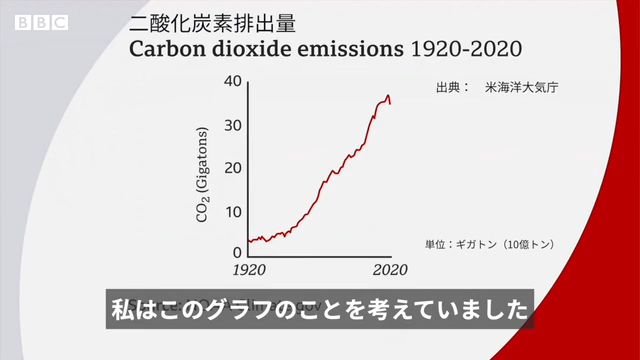 BBC
二酸化炭素排出量
Carbon dioxide emissions 1920-2020
出典： 米海洋大気庁
CO2 (Gigatons)
40
30
20
10
0
1920
2020
単位：ギガトン（10億トン）
私はこのグラフのことを考えていました